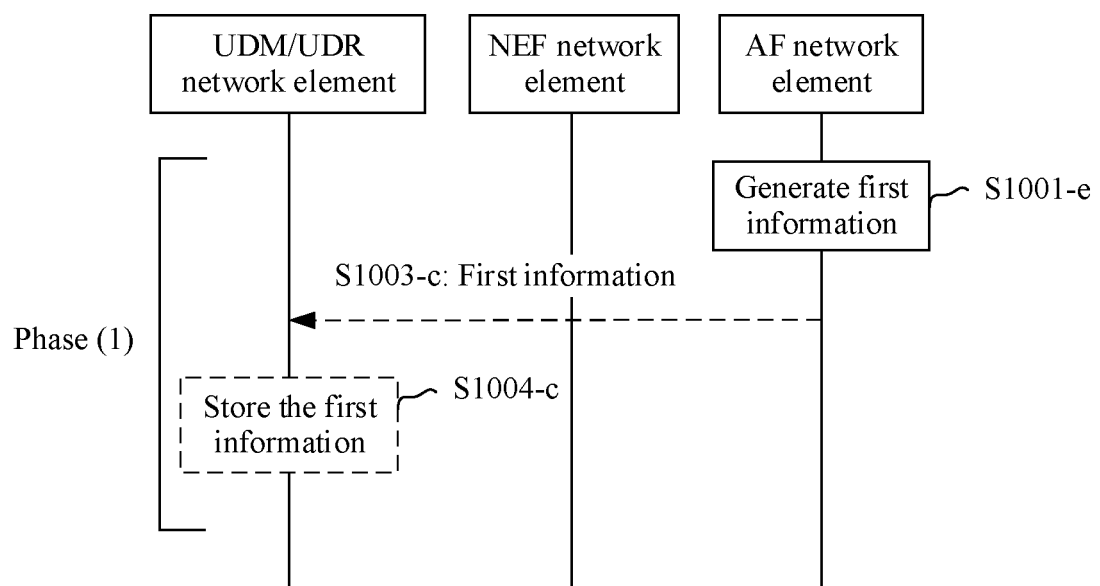 UDM/UDR
network element
NEF network
element
AF network
element
Generate first
information
S1001-e
S1003-c: First information
Phase (1)
Store the first
information
S1004-c